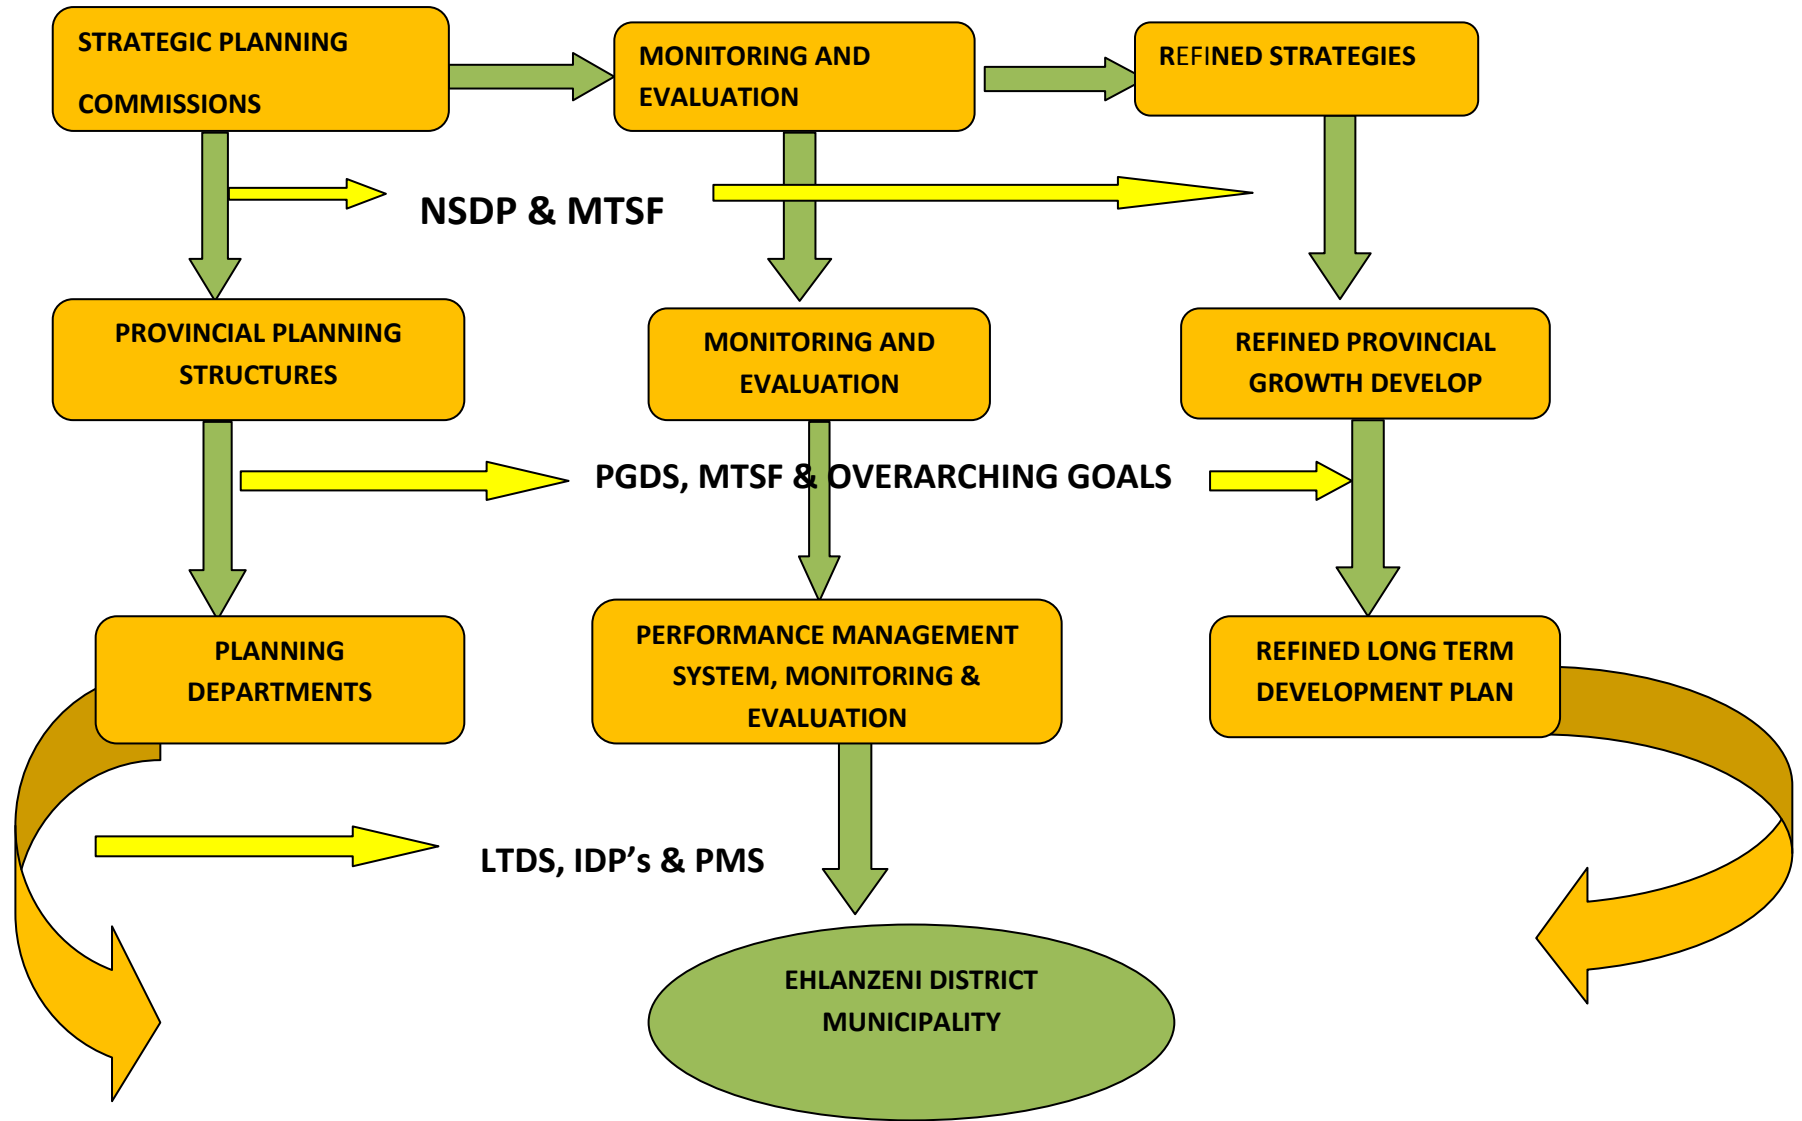 STRATEGIC PLANNING
COMMISSIONS
MONITORING AND
EVALUATION
REFINED STRATEGIES
NSDP & MTSF
PROVINCIAL PLANNING
STRUCTURES
MONITORING AND
EVALUATION
REFINED PROVINCIAL
GROWTH DEVELOP
PGDS, MTSF & OVERARCHING GOALS
PLANNING
DEPARTMENTS
PERFORMANCE MANAGEMENT
SYSTEM, MONITORING &
EVALUATION
REFINED LONG TERM
DEVELOPMENT PLAN
LTDS, IDP’s & PMS
EHLANZENI DISTRICT
MUNICIPALITY